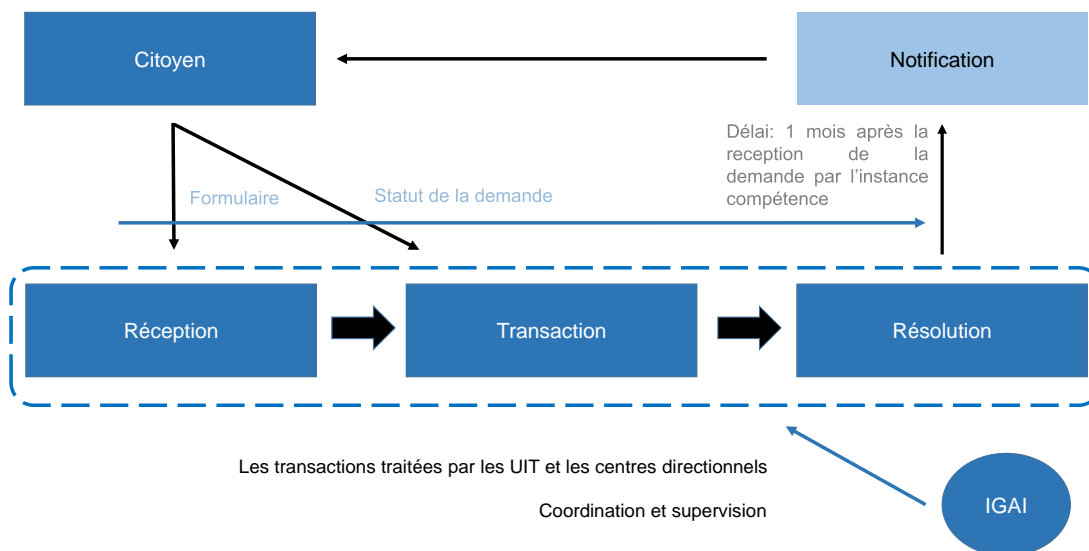 Citoyen
Notification
Délai: 1 mois après la
reception de la
demande par l'instance
compétence
Formulaire
Statut de la demande
Réception
Transaction
Résolution
Les transactions traitées par les UIT et les centres directionnels
Coordination et supervision
IGAI